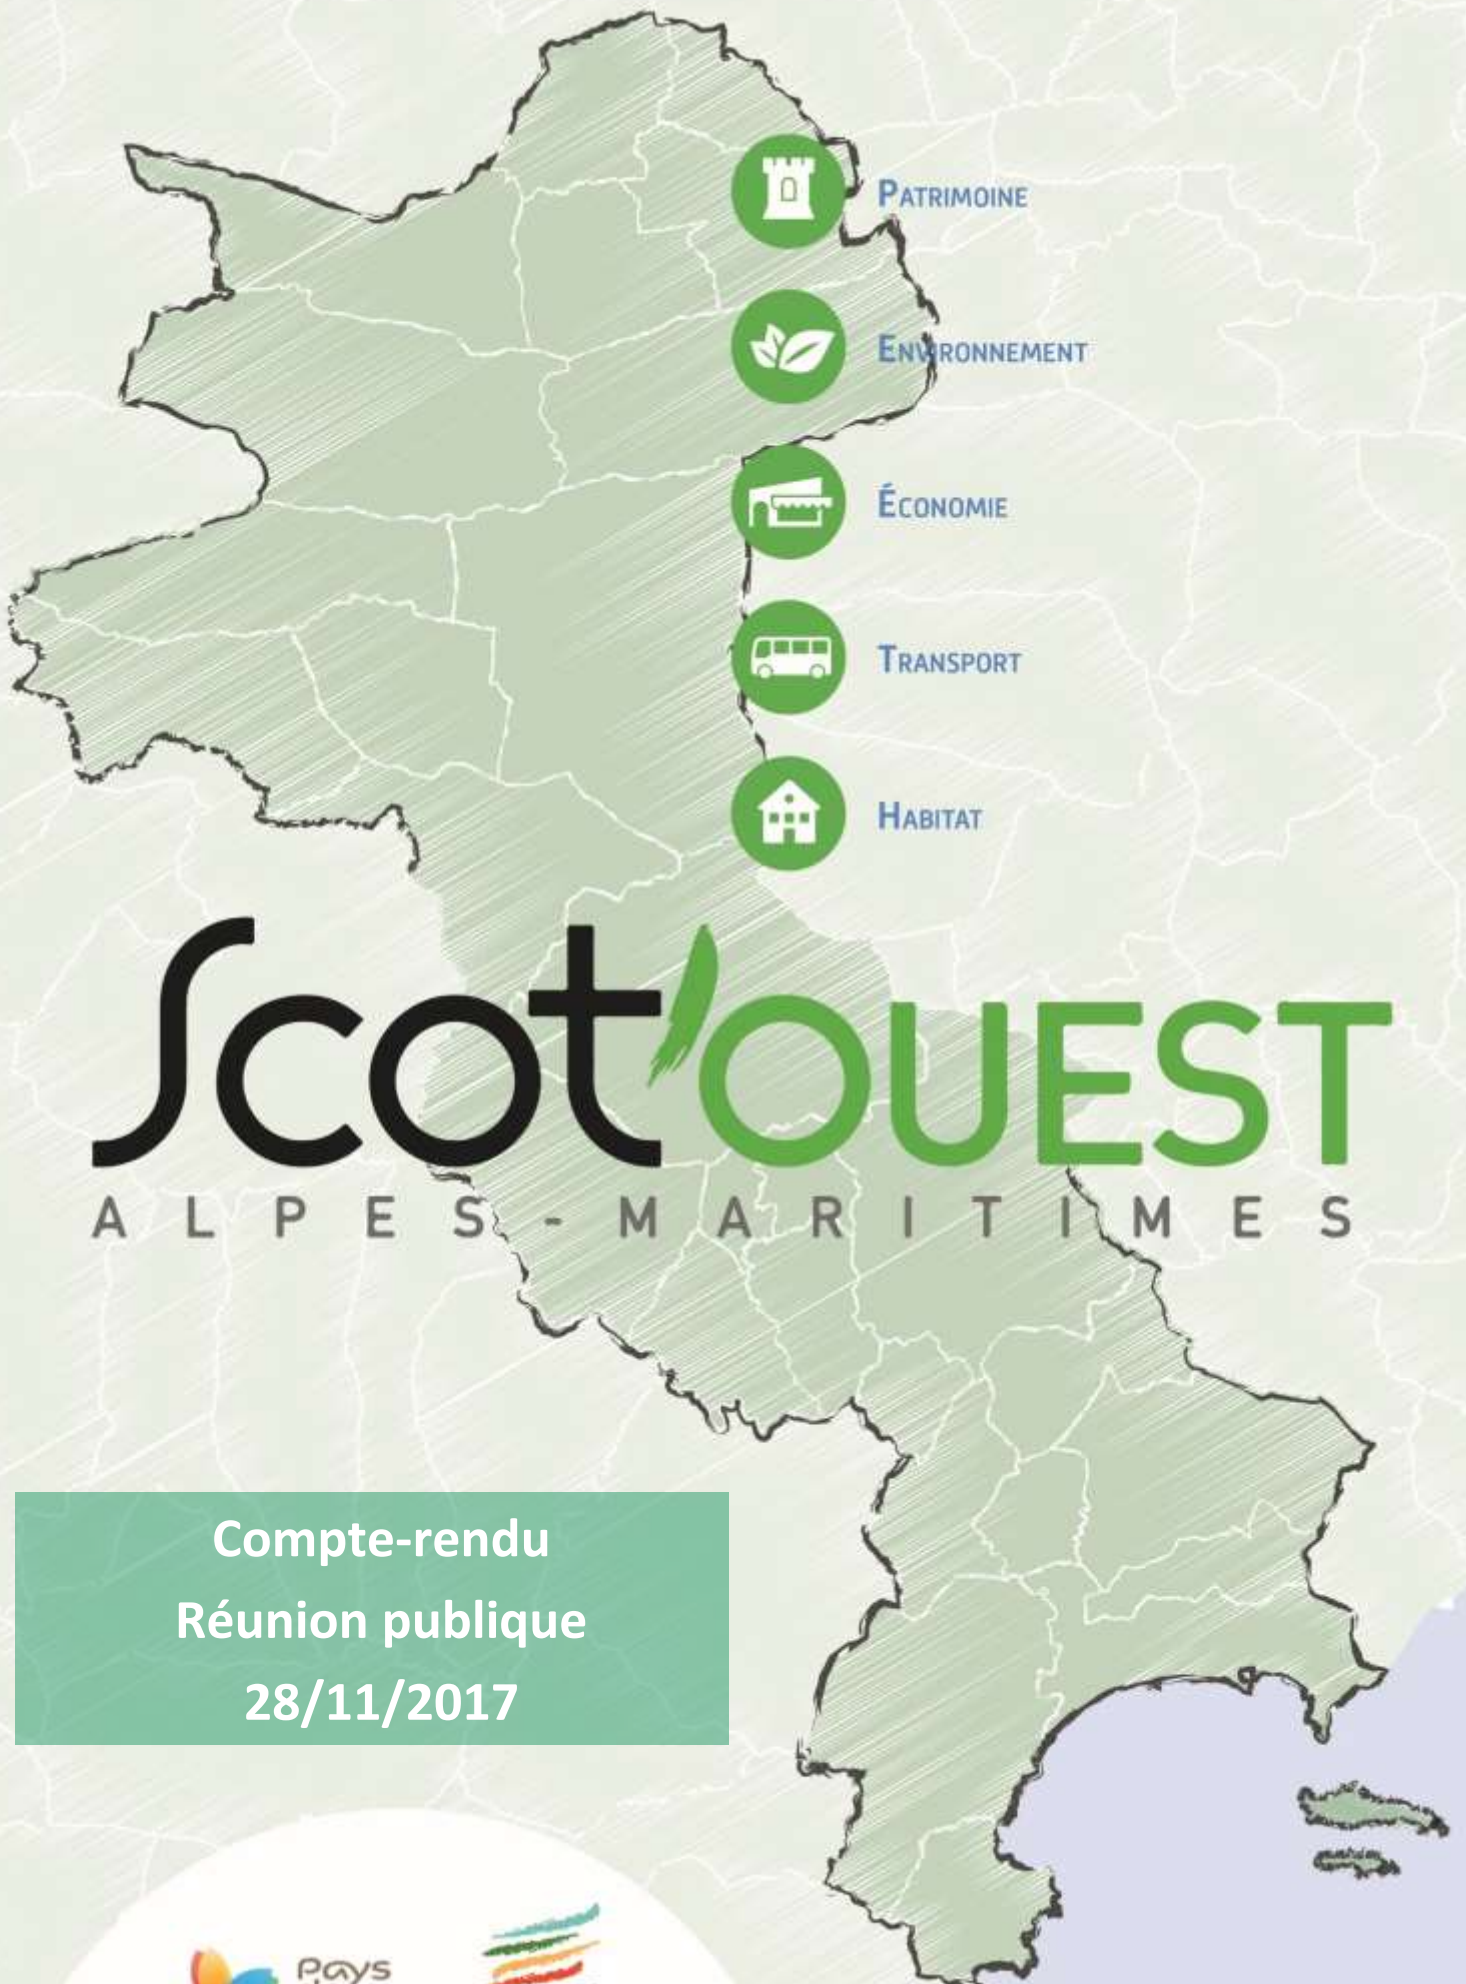 PATRIMOINE
ENVIRONNEMENT
ÉCONOMIE
TRANSPORT
HABITAT
Scot'OUEST
ALPES-MARITIMES
Compte-rendu
Réunion publique
28/11/2017
Pays